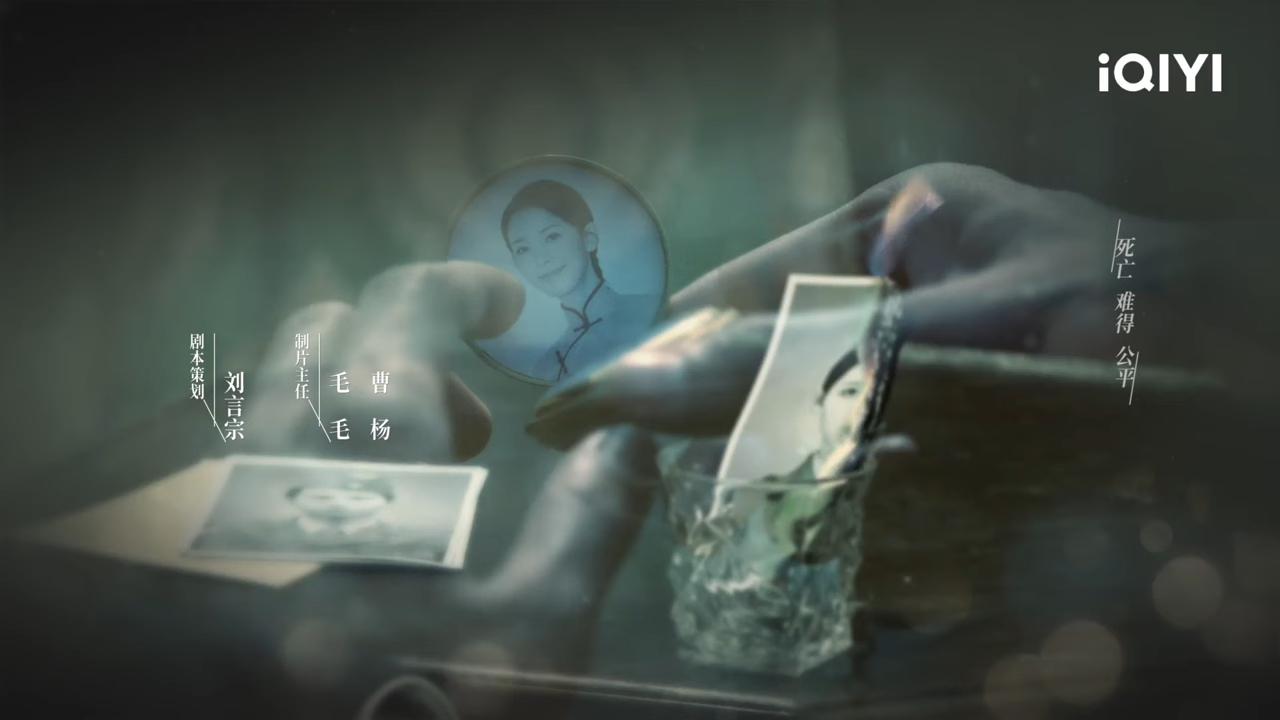 iQIYI
死亡 难得 公平
制片主任
曹杨
毛毛
剧本策划
刘言宗